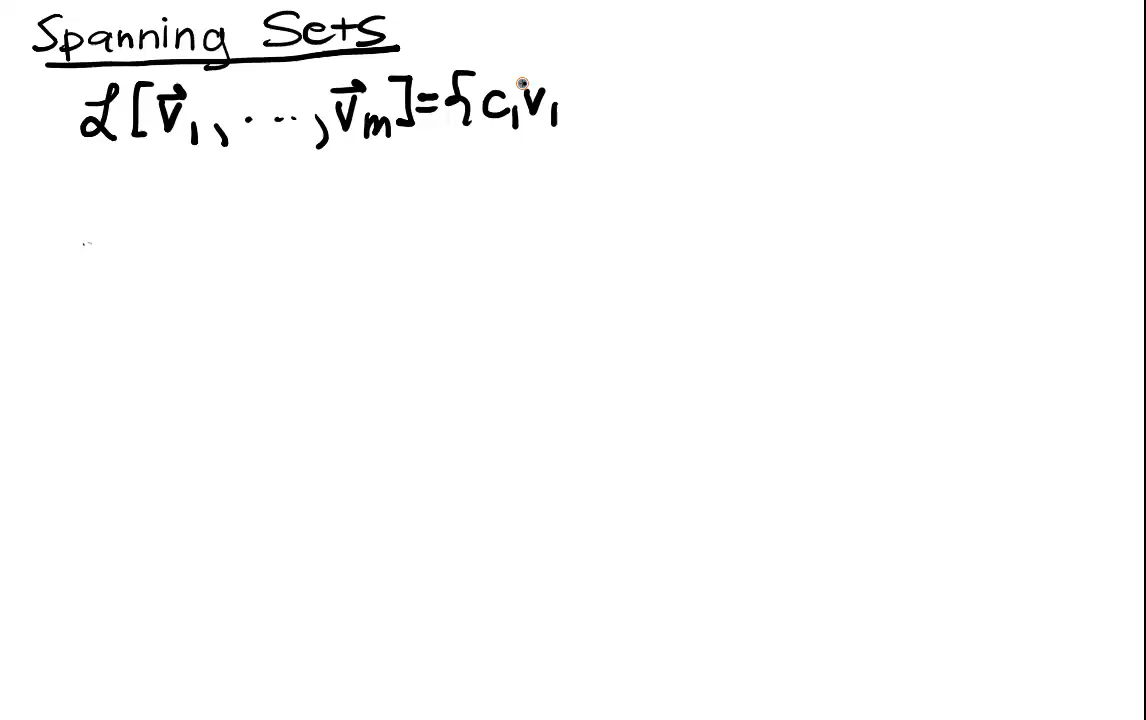 Spanning Sets
ℒ[v⃗₁, ..., v⃗ₘ] = { c₁v₁